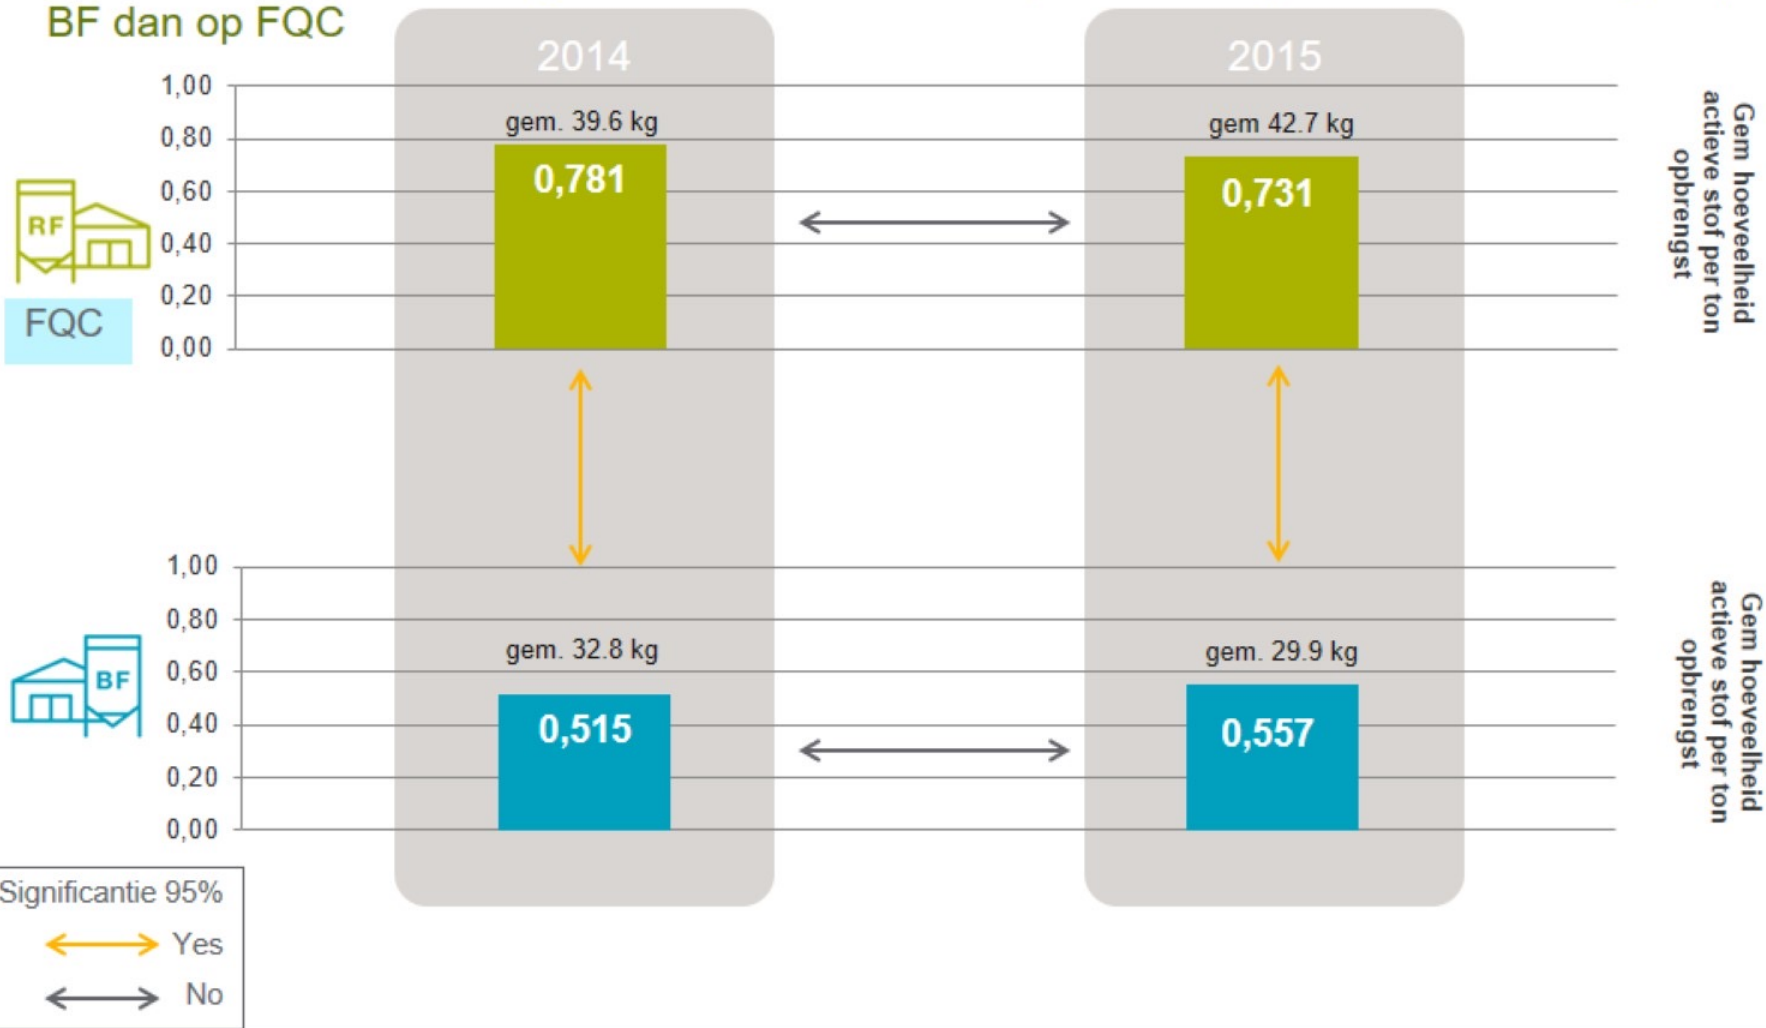 BF dan op FQC
2014
2015
1,00
0,80
0,60
0,40
0,20
0,00
gem. 39.6 kg
gem 42.7 kg
0,781
0,731
RF
FQC
Gem hoeveelheid
actieve stof per ton
opbrengst
1,00
0,80
0,60
0,40
0,20
0,00
gem. 32.8 kg
gem. 29.9 kg
0,515
0,557
BF
Gem hoeveelheid
actieve stof per ton
opbrengst
Significantie 95%
Yes
No